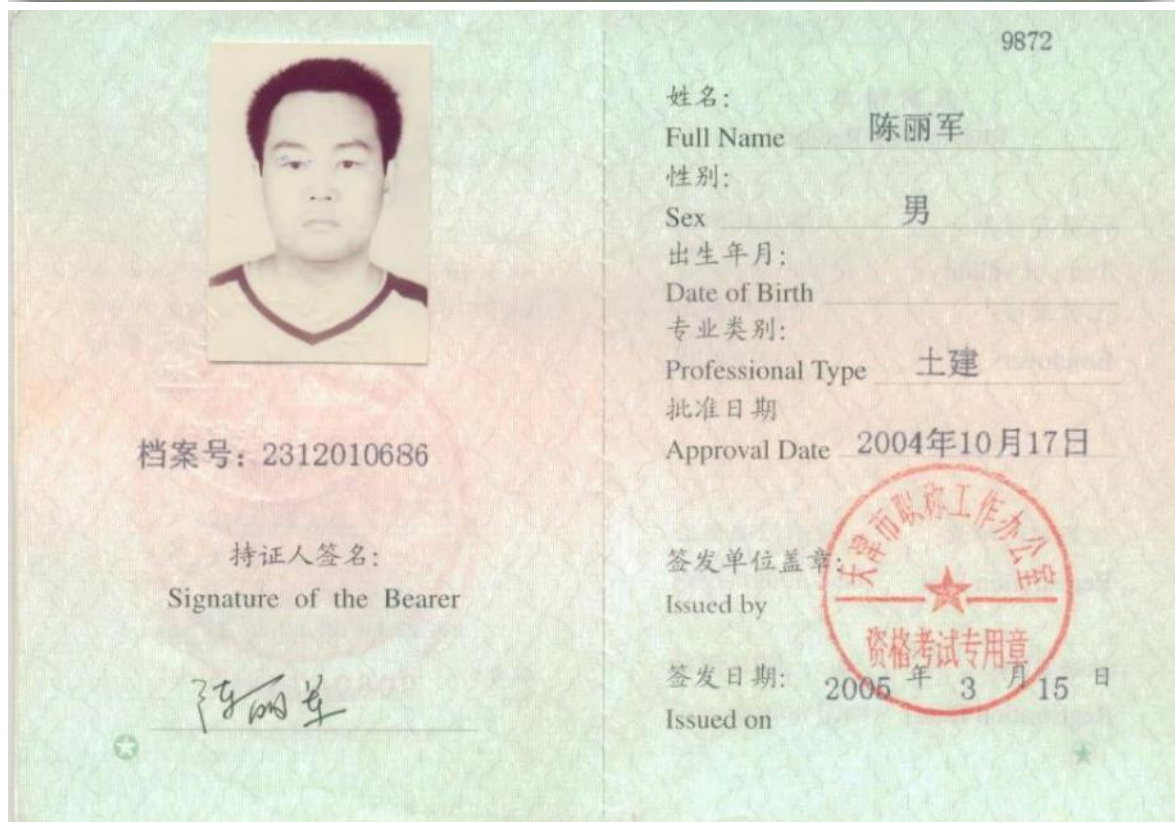 档案号：2312010686
持证人签名：
Signature of the Bearer
陈丽军
9872
姓名：
Full Name 陈丽军
性别：
Sex 男
出生年月：
Date of Birth
专业类别：
Professional Type 土建
批准日期
Approval Date 2004年10月17日
天津市职称工作办公室
资格考试专用章
签发单位盖章：
Issued by
签发日期： 2005 年 3 月 15 日
Issued on